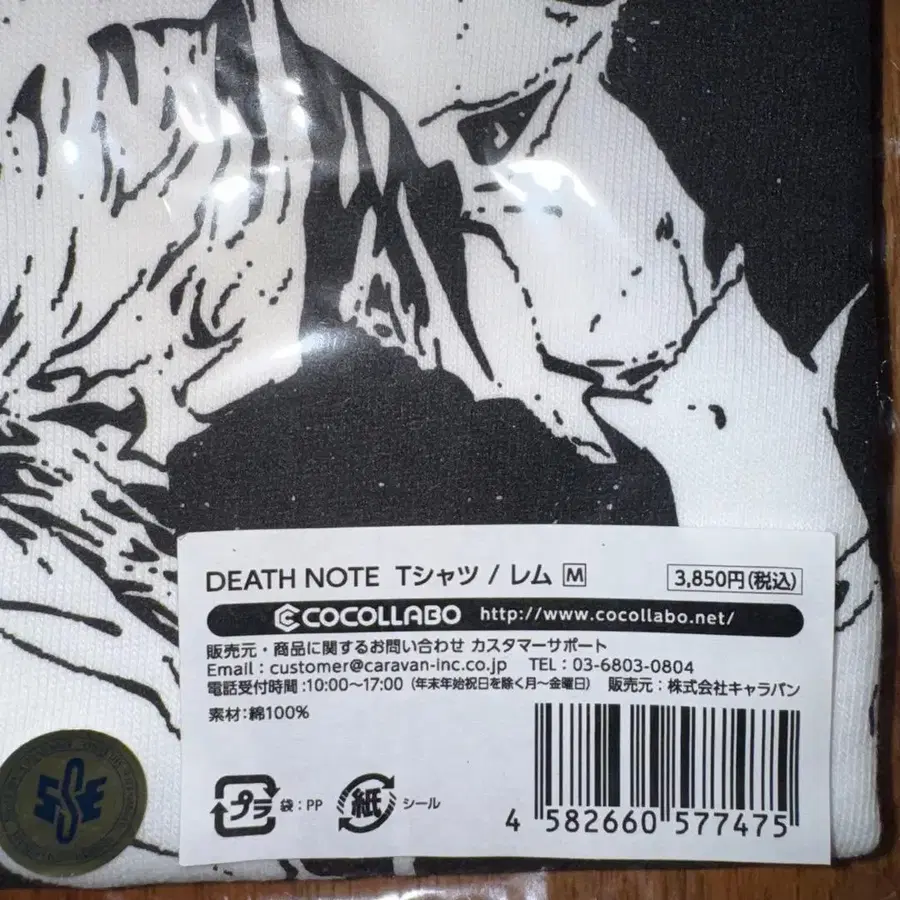 DEATH NOTE Tシャツ / レム M
3,850円(税込)
COCOLLABO http://www.cocollabo.net/
販売元・商品に関するお問い合わせ カスタマーサポート
Email : customer@caravan-inc.co.jp TEL : 03-6803-0804
電話受付時間 :10:00〜17:00 (年末年始祝日を除く月〜金曜日) 販売元 : 株式会社キャラバン
素材:綿100%
プラ 袋 : PP 紙 シール
4 582660 577475
SSE